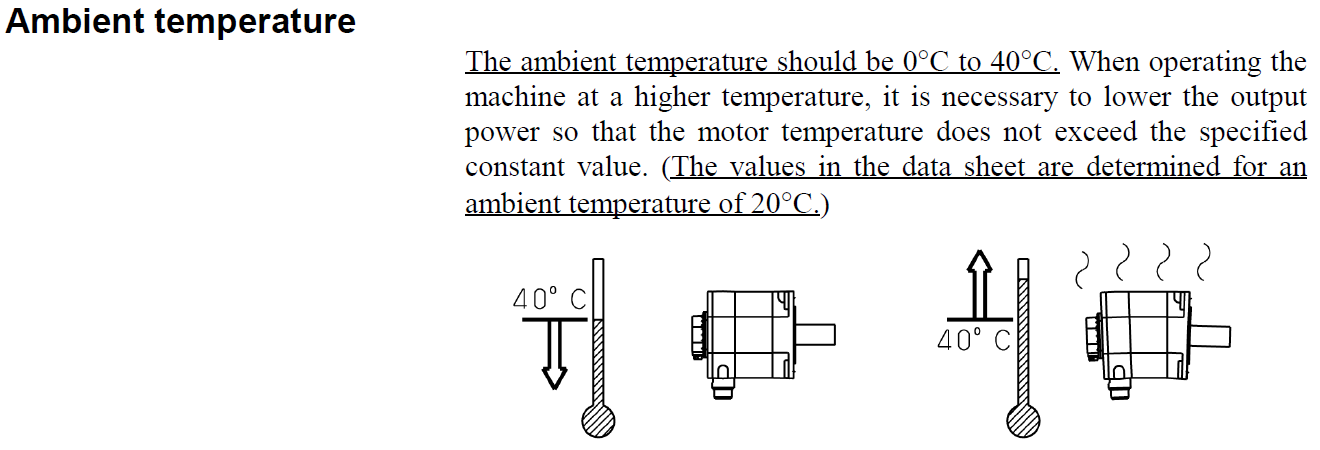 Ambient temperature
The ambient temperature should be 0°C to 40°C. When operating the
machine at a higher temperature, it is necessary to lower the output
power so that the motor temperature does not exceed the specified
constant value. (The values in the data sheet are determined for an
ambient temperature of 20°C.)
40° C
40° C